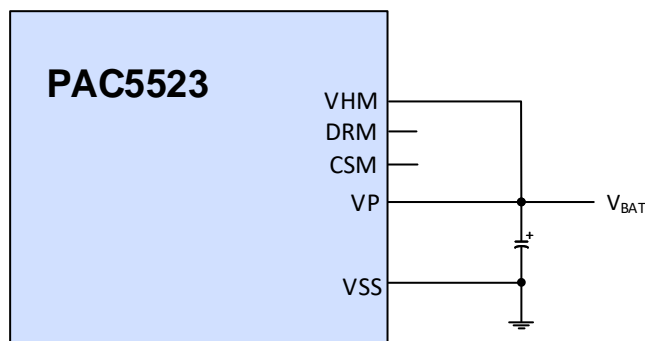 PAC5523
VHM
DRM
CSM
VP
VBAT
+
VSS